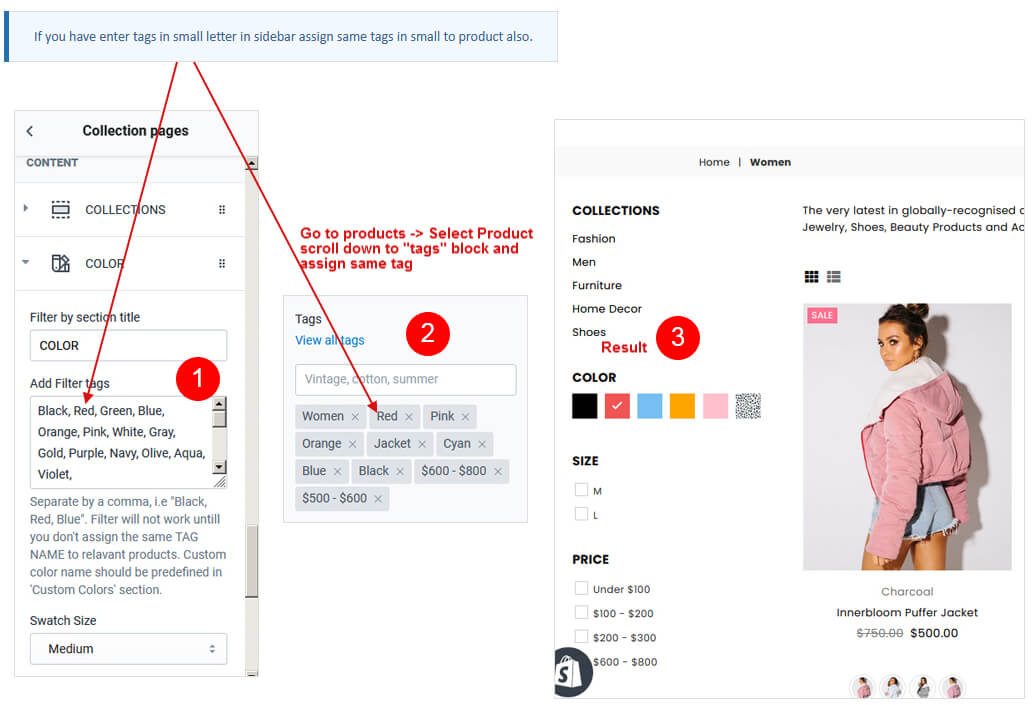 If you have enter tags in small letter in sidebar assign same tags in small to product also.
Collection pages
CONTENT
COLLECTIONS
COLOR
Filter by section title
COLOR
Add Filter tags
1
Black, Red, Green, Blue,
Orange, Pink, White, Gray,
Gold, Purple, Navy, Olive, Aqua,
Violet,
Separate by a comma, i.e "Black,
Red, Blue". Filter will not work untill
you don't assign the same TAG
NAME to relavant products. Custom
color name should be predefined in
'Custom Colors' section.
Swatch Size
Medium
Go to products -> Select Product
scroll down to "tags" block and
assign same tag
Tags
View all tags
2
Vintage, cotton, summer
Women × Red × Pink ×
Orange × Jacket × Cyan ×
Blue × Black × $600 - $800 ×
$500 - $600 ×
Home | Women
COLLECTIONS
Fashion
Men
Furniture
Home Decor
Shoes
Result
3
COLOR
SIZE
M
L
PRICE
Under $100
$100 - $200
$200 - $300
$600 - $800
The very latest in globally-recognised
Jewelry, Shoes, Beauty Products and
SALE
Charcoal
Innerbloom Puffer Jacket
$750.00 $500.00